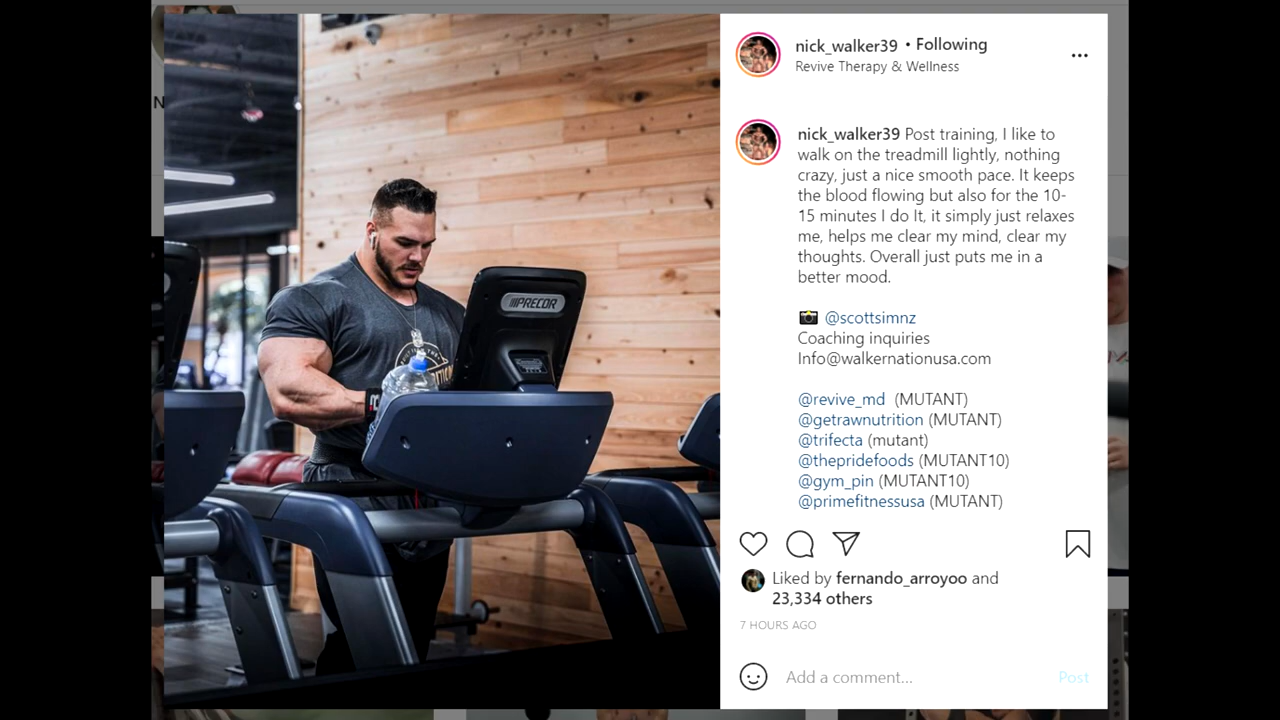 PRECOR
nick_walker39 • Following
Revive Therapy & Wellness
nick_walker39 Post training, I like to
walk on the treadmill lightly, nothing
crazy, just a nice smooth pace. It keeps
the blood flowing but also for the 10-
15 minutes I do It, it simply just relaxes
me, helps me clear my mind, clear my
thoughts. Overall just puts me in a
better mood.
@scottsimnz
Coaching inquiries
Info@walkernationusa.com
@revive_md (MUTANT)
@getrawnutrition (MUTANT)
@trifecta (mutant)
@thepridefoods (MUTANT10)
@gym_pin (MUTANT10)
@primefitnessusa (MUTANT)
Liked by fernando_arroyoo and
23,334 others
7 HOURS AGO
Add a comment... Post